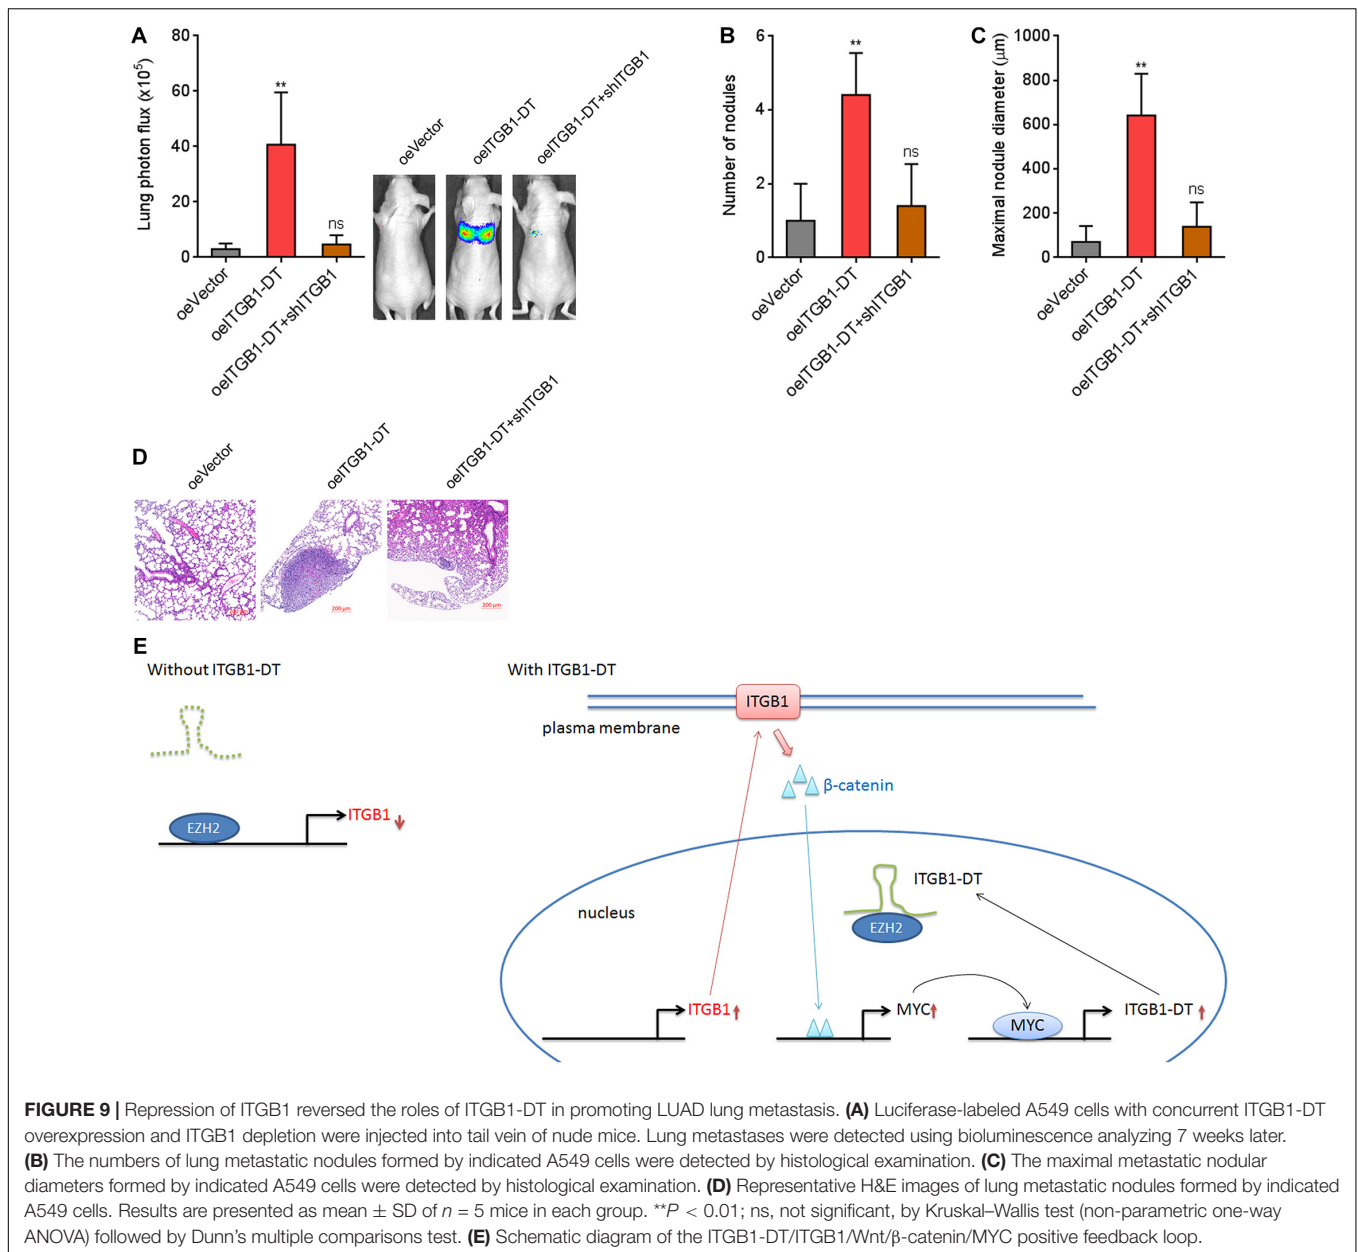 A
Lung photon flux (x10⁵)
80
60
40
20
0
**
ns
oeVector
oeITGB1-DT
oeITGB1-DT+shITGB1
oeVector
oeITGB1-DT
oeITGB1-DT+shITGB1
B
Number of nodules
6
4
2
0
**
ns
oeVector
oeITGB1-DT
oeITGB1-DT+shITGB1
C
Maximal nodule diameter (μm)
1000
800
600
400
200
0
**
ns
oeVector
oeITGB1-DT
oeITGB1-DT+shITGB1
D
oeVector
oeITGB1-DT
oeITGB1-DT+shITGB1
200 μm
200 μm
E
Without ITGB1-DT
EZH2
ITGB1
With ITGB1-DT
ITGB1
plasma membrane
β-catenin
nucleus
ITGB1-DT
EZH2
ITGB1
MYC
MYC
ITGB1-DT
FIGURE 9 | Repression of ITGB1 reversed the roles of ITGB1-DT in promoting LUAD lung metastasis. (A) Luciferase-labeled A549 cells with concurrent ITGB1-DT
overexpression and ITGB1 depletion were injected into tail vein of nude mice. Lung metastases were detected using bioluminescence analyzing 7 weeks later.
(B) The numbers of lung metastatic nodules formed by indicated A549 cells were detected by histological examination. (C) The maximal metastatic nodular
diameters formed by indicated A549 cells were detected by histological examination. (D) Representative H&E images of lung metastatic nodules formed by indicated
A549 cells. Results are presented as mean ± SD of n = 5 mice in each group. **P < 0.01; ns, not significant, by Kruskal–Wallis test (non-parametric one-way
ANOVA) followed by Dunn's multiple comparisons test. (E) Schematic diagram of the ITGB1-DT/ITGB1/Wnt/β-catenin/MYC positive feedback loop.